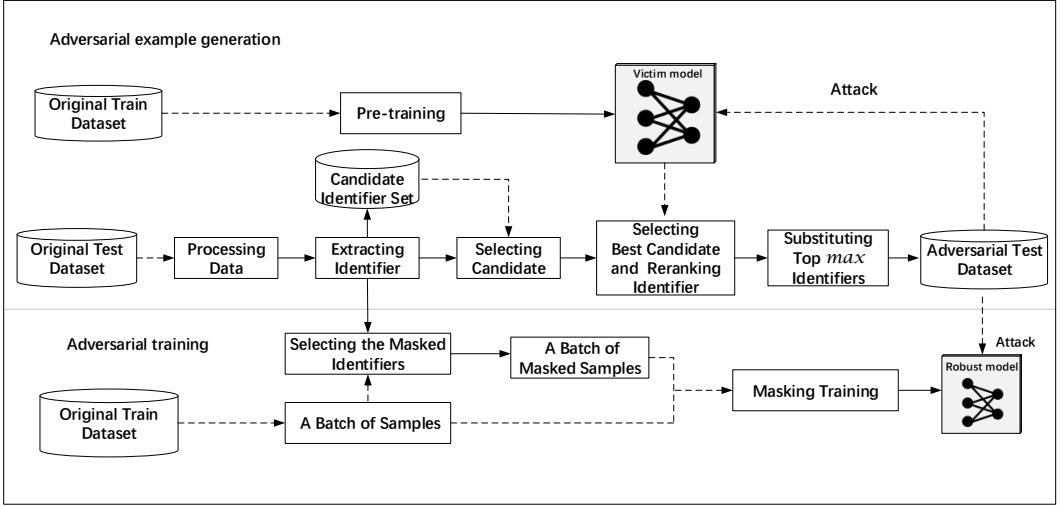 Adversarial example generation
Original Train
Dataset
Pre-training
Victim model
Attack
Candidate
Identifier Set
Original Test
Dataset
Processing
Data
Extracting
Identifier
Selecting
Candidate
Selecting
Best Candidate
and Reranking
Identifier
Substituting
Top max
Identifiers
Adversarial Test
Dataset
Adversarial training
Selecting the Masked
Identifiers
A Batch of
Masked Samples
Attack
Robust model
Original Train
Dataset
A Batch of Samples
Masking Training